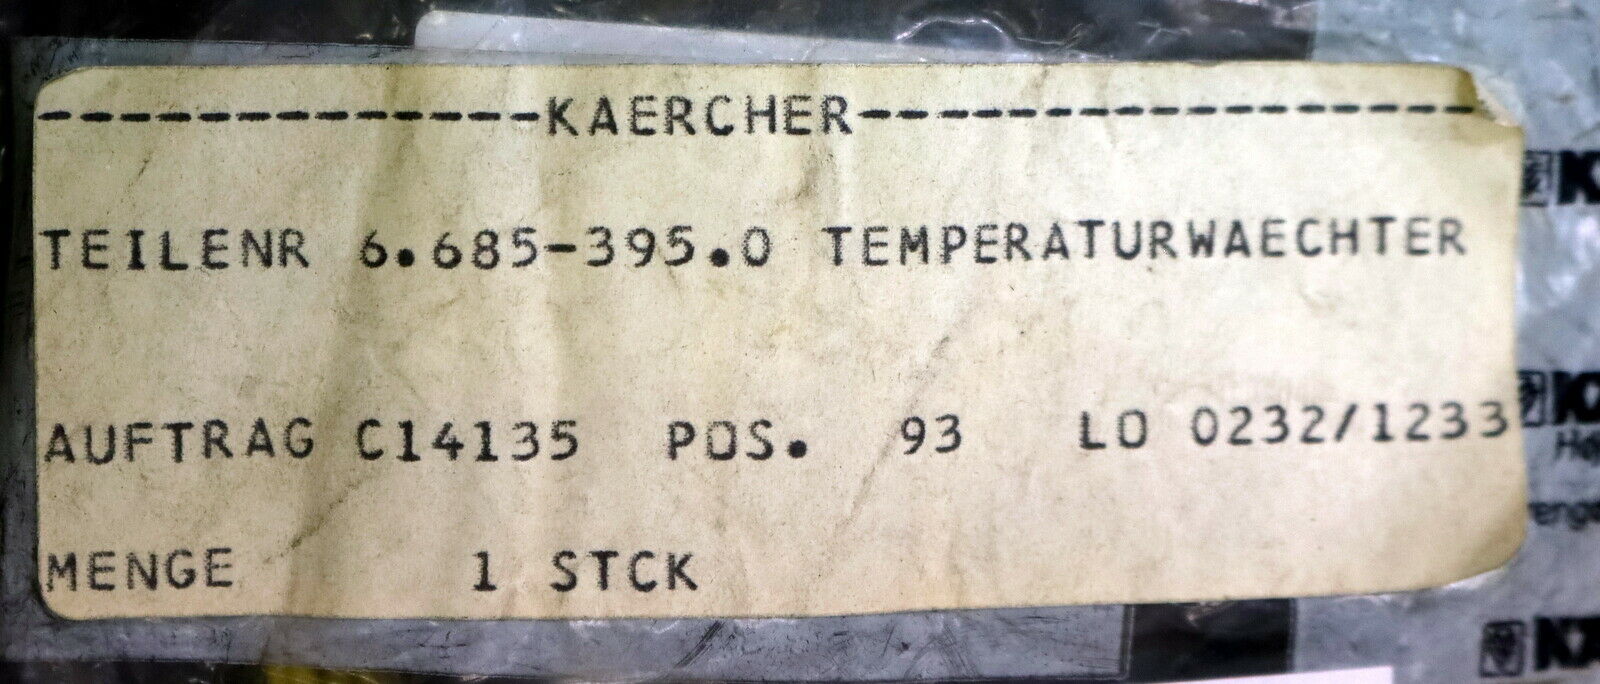 -------------KAERCHER----------------
TEILENR 6.685-395.0 TEMPERATURWAECHTER
AUFTRAG C14135 POS. 93 LO 0232/1233
MENGE 1 STCK